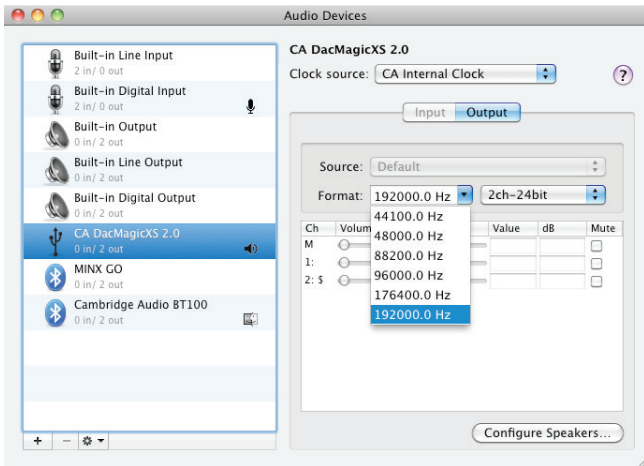 Audio Devices
Built-in Line Input
2 in/ 0 out
Built-in Digital Input
2 in/ 0 out
Built-in Output
0 in/ 2 out
Built-in Line Output
0 in/ 2 out
Built-in Digital Output
0 in/ 2 out
CA DacMagicXS 2.0
0 in/ 2 out
MINX GO
0 in/ 2 out
Cambridge Audio BT100
0 in/ 2 out
CA DacMagicXS 2.0
Clock source: CA Internal Clock
?
Input Output
Source: Default
Format: 192000.0 Hz 2ch-24bit
44100.0 Hz
48000.0 Hz
88200.0 Hz
96000.0 Hz
176400.0 Hz
192000.0 Hz
Ch Volum Value dB Mute
M
1:
2: $
Configure Speakers...
+ −